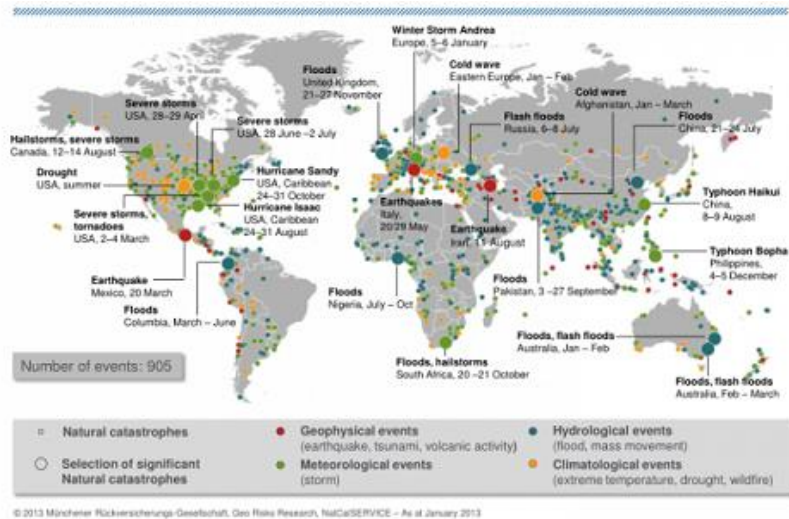 Winter Storm Andrea
Europe, 5–6 January
Floods
United Kingdom,
21–27 November
Cold wave
Eastern Europe, Jan – Feb
Cold wave
Afghanistan, Jan – March
Severe storms
USA, 28–29 April
Severe storms
USA, 28 June –2 July
Flash floods
Russia, 6–8 July
Floods
China, 21–24 July
Hailstorms, severe storms
Canada, 12–14 August
Drought
USA, summer
Hurricane Sandy
USA, Caribbean
24–31 October
Hurricane Isaac
USA, Caribbean
24–31 August
Severe storms,
tornadoes
USA, 2–4 March
Earthquakes
Italy,
20/29 May
Earthquake
Iran, 11 August
Typhoon Haikui
China,
8–9 August
Typhoon Bopha
Philippines,
4–5 December
Earthquake
Mexico, 20 March
Floods
Columbia, March – June
Floods
Nigeria, July – Oct
Floods
Pakistan, 3 –27 September
Floods, hailstorms
South Africa, 20 –21 October
Floods, flash floods
Australia, Jan – Feb
Floods, flash floods
Australia, Feb – March
Number of events: 905
Natural catastrophes
Selection of significant
Natural catastrophes
Geophysical events
(earthquake, tsunami, volcanic activity)
Meteorological events
(storm)
Hydrological events
(flood, mass movement)
Climatological events
(extreme temperature, drought, wildfire)
© 2013 Münchener Rückversicherungs-Gesellschaft, Geo Risks Research, NatCatSERVICE – As at January 2013